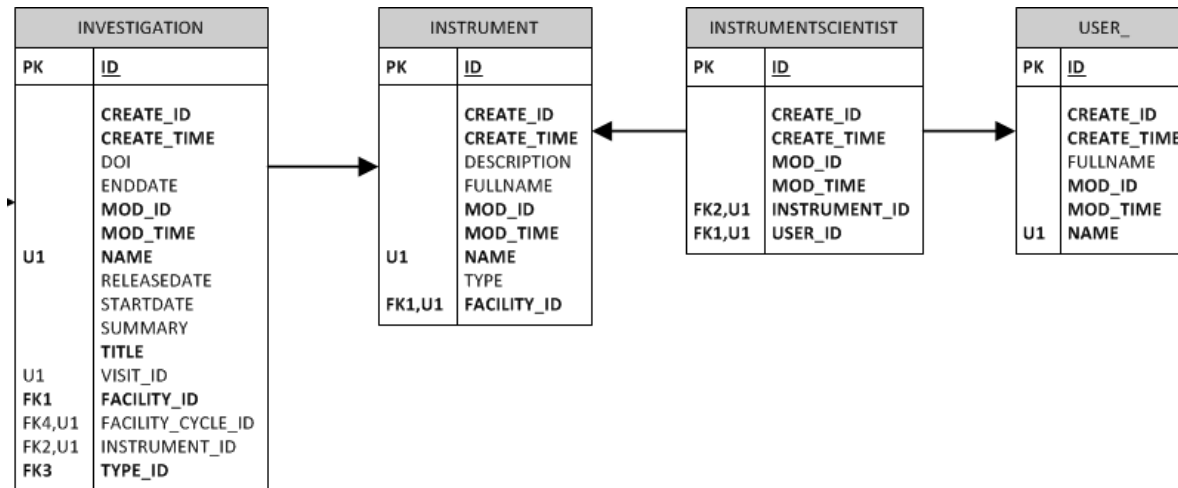 INVESTIGATION
PK ID
CREATE_ID
CREATE_TIME
DOI
ENDDATE
MOD_ID
MOD_TIME
U1 NAME
RELEASEDATE
STARTDATE
SUMMARY
TITLE
U1 VISIT_ID
FK1 FACILITY_ID
FK4,U1 FACILITY_CYCLE_ID
FK2,U1 INSTRUMENT_ID
FK3 TYPE_ID
INSTRUMENT
PK ID
CREATE_ID
CREATE_TIME
DESCRIPTION
FULLNAME
MOD_ID
MOD_TIME
U1 NAME
TYPE
FK1,U1 FACILITY_ID
INSTRUMENTSCIENTIST
PK ID
CREATE_ID
CREATE_TIME
MOD_ID
MOD_TIME
FK2,U1 INSTRUMENT_ID
FK1,U1 USER_ID
USER_
PK ID
CREATE_ID
CREATE_TIME
FULLNAME
MOD_ID
MOD_TIME
U1 NAME